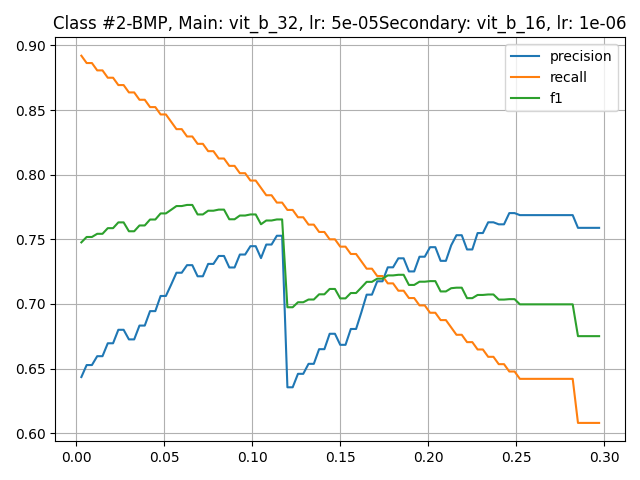 Class #2-BMP, Main: vit_b_32, lr: 5e-05Secondary: vit_b_16, lr: 1e-06
precision
recall
f1
0.90
0.85
0.80
0.75
0.70
0.65
0.60
0.00 0.05 0.10 0.15 0.20 0.25 0.30